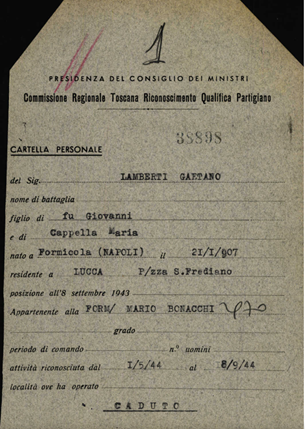 1
PRESIDENZA DEL CONSIGLIO DEI MINISTRI
Commissione Regionale Toscana Riconoscimento Qualifica Partigiano
38898
CARTELLA PERSONALE
del Sig. LAMBERTI GAETANO
nome di battaglia
figlio di fu Giovanni
e di Cappella Maria
nato a Formicola (NAPOLI) il 21/I/907
residente a LUCCA P/zza S.Frediano
posizione all'8 settembre 1943
Appartenente alla FORM/ MARIO BONACCHI
grado
periodo di comando n.° uomini
attività riconosciuta dal I/5/44 al 8/9/44
località ove ha operato
CADUTO